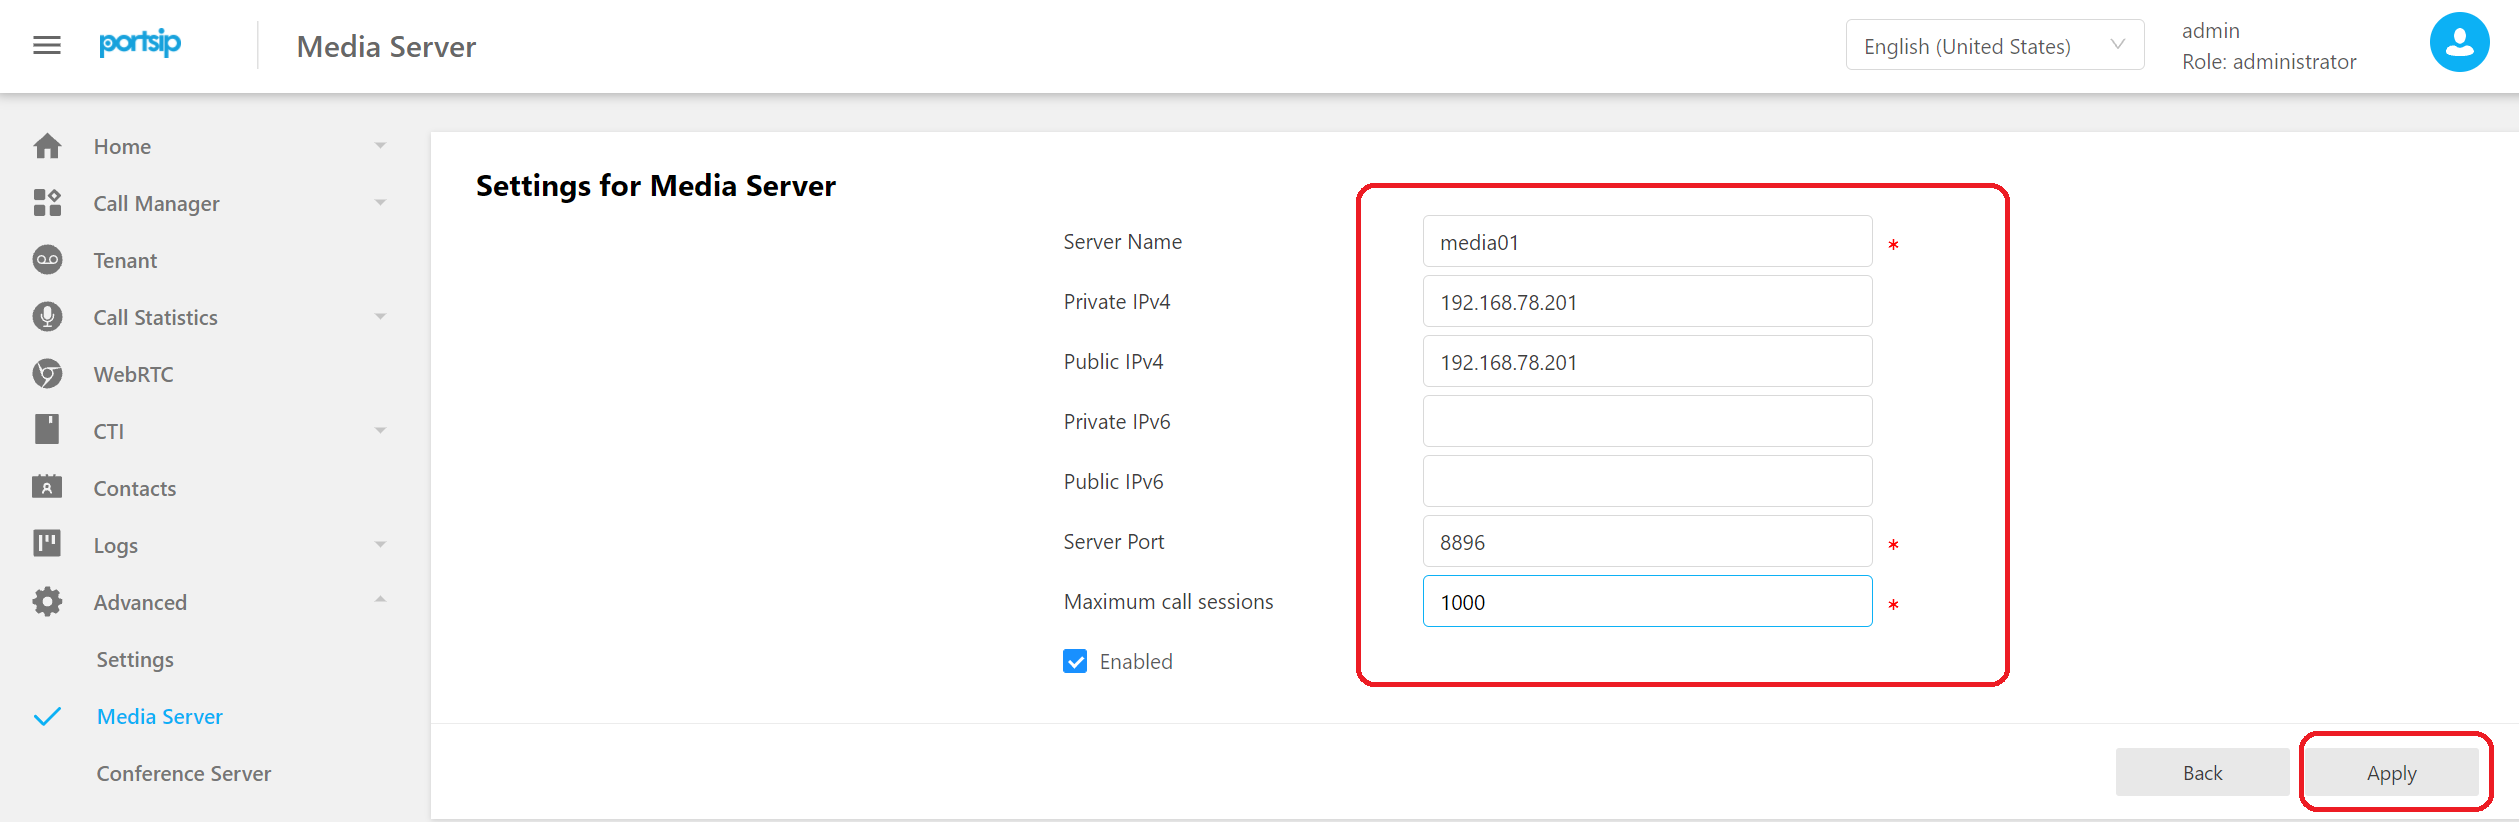 portsip
Media Server
English (United States)
admin
Role: administrator
Home
Call Manager
Tenant
Call Statistics
WebRTC
CTI
Contacts
Logs
Advanced
Settings
Media Server
Conference Server
Settings for Media Server
Server Name media01 *
Private IPv4 192.168.78.201
Public IPv4 192.168.78.201
Private IPv6
Public IPv6
Server Port 8896 *
Maximum call sessions 1000 *
Enabled
Back Apply